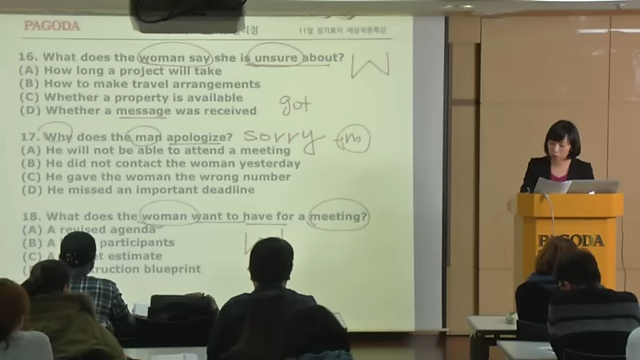 PAGODA
11월 정기토익 예상적중특강
16. What does the woman say she is unsure about?
W
(A) How long a project will take
(B) How to make travel arrangements
(C) Whether a property is available
(D) Whether a message was received
got
17. Why does the man apologize?
sorry
m
(A) He will not be able to attend a meeting
(B) He did not contact the woman yesterday
(C) He gave the woman the wrong number
(D) He missed an important deadline
18. What does the woman want to have for a meeting?
W
(A) A revised agenda
(B) A participants
(C) A estimate
blueprint
PAGODA